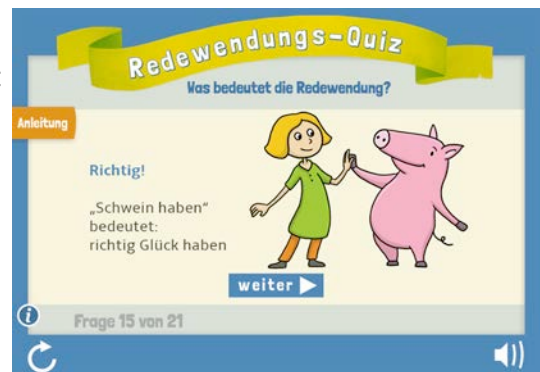 Redewendungs-Quiz
Was bedeutet die Redewendung?
Anleitung
Richtig!
„Schwein haben“
bedeutet:
richtig Glück haben
weiter
i
Frage 15 von 21